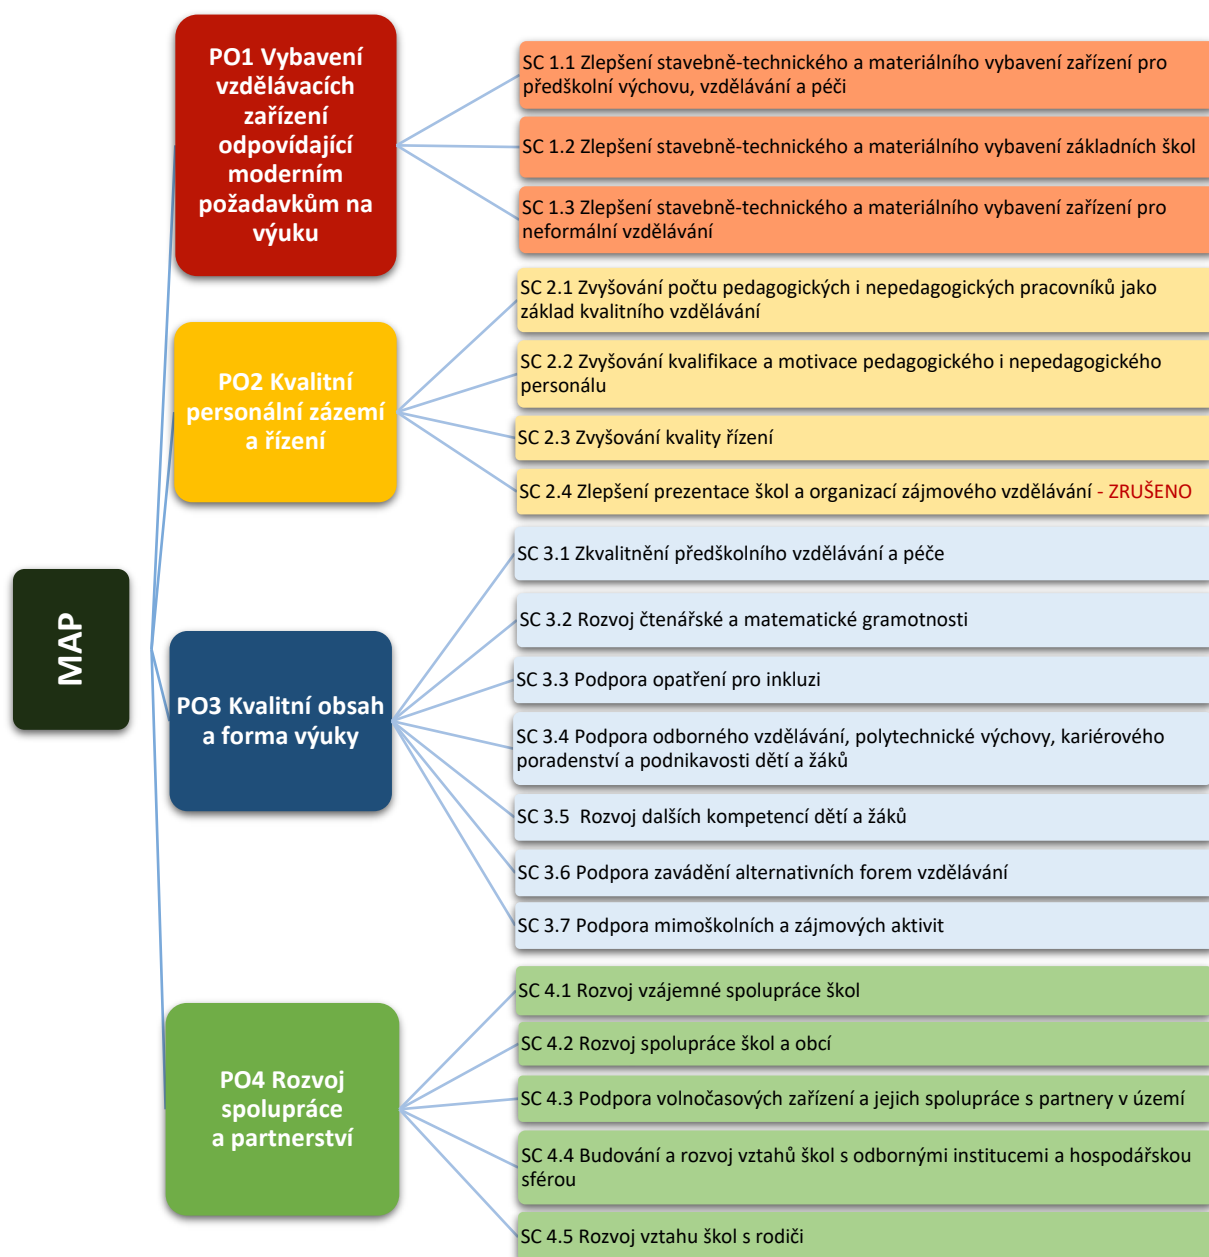 MAP
PO1 Vybavení
vzdělávacích
zařízení
odpovídající
moderním
požadavkům na
výuku
SC 1.1 Zlepšení stavebně-technického a materiálního vybavení zařízení pro
předškolní výchovu, vzdělávání a péči
SC 1.2 Zlepšení stavebně-technického a materiálního vybavení základních škol
SC 1.3 Zlepšení stavebně-technického a materiálního vybavení zařízení pro
neformální vzdělávání
PO2 Kvalitní
personální zázemí
a řízení
SC 2.1 Zvyšování počtu pedagogických i nepedagogických pracovníků jako
základ kvalitního vzdělávání
SC 2.2 Zvyšování kvalifikace a motivace pedagogického i nepedagogického
personálu
SC 2.3 Zvyšování kvality řízení
SC 2.4 Zlepšení prezentace škol a organizací zájmového vzdělávání - ZRUŠENO
PO3 Kvalitní obsah
a forma výuky
SC 3.1 Zkvalitnění předškolního vzdělávání a péče
SC 3.2 Rozvoj čtenářské a matematické gramotnosti
SC 3.3 Podpora opatření pro inkluzi
SC 3.4 Podpora odborného vzdělávání, polytechnické výchovy, kariérového
poradenství a podnikavosti dětí a žáků
SC 3.5  Rozvoj dalších kompetencí dětí a žáků
SC 3.6 Podpora zavádění alternativních forem vzdělávání
SC 3.7 Podpora mimoškolních a zájmových aktivit
PO4 Rozvoj
spolupráce
a partnerství
SC 4.1 Rozvoj vzájemné spolupráce škol
SC 4.2 Rozvoj spolupráce škol a obcí
SC 4.3 Podpora volnočasových zařízení a jejich spolupráce s partnery v území
SC 4.4 Budování a rozvoj vztahů škol s odbornými institucemi a hospodářskou
sférou
SC 4.5 Rozvoj vztahu škol s rodiči